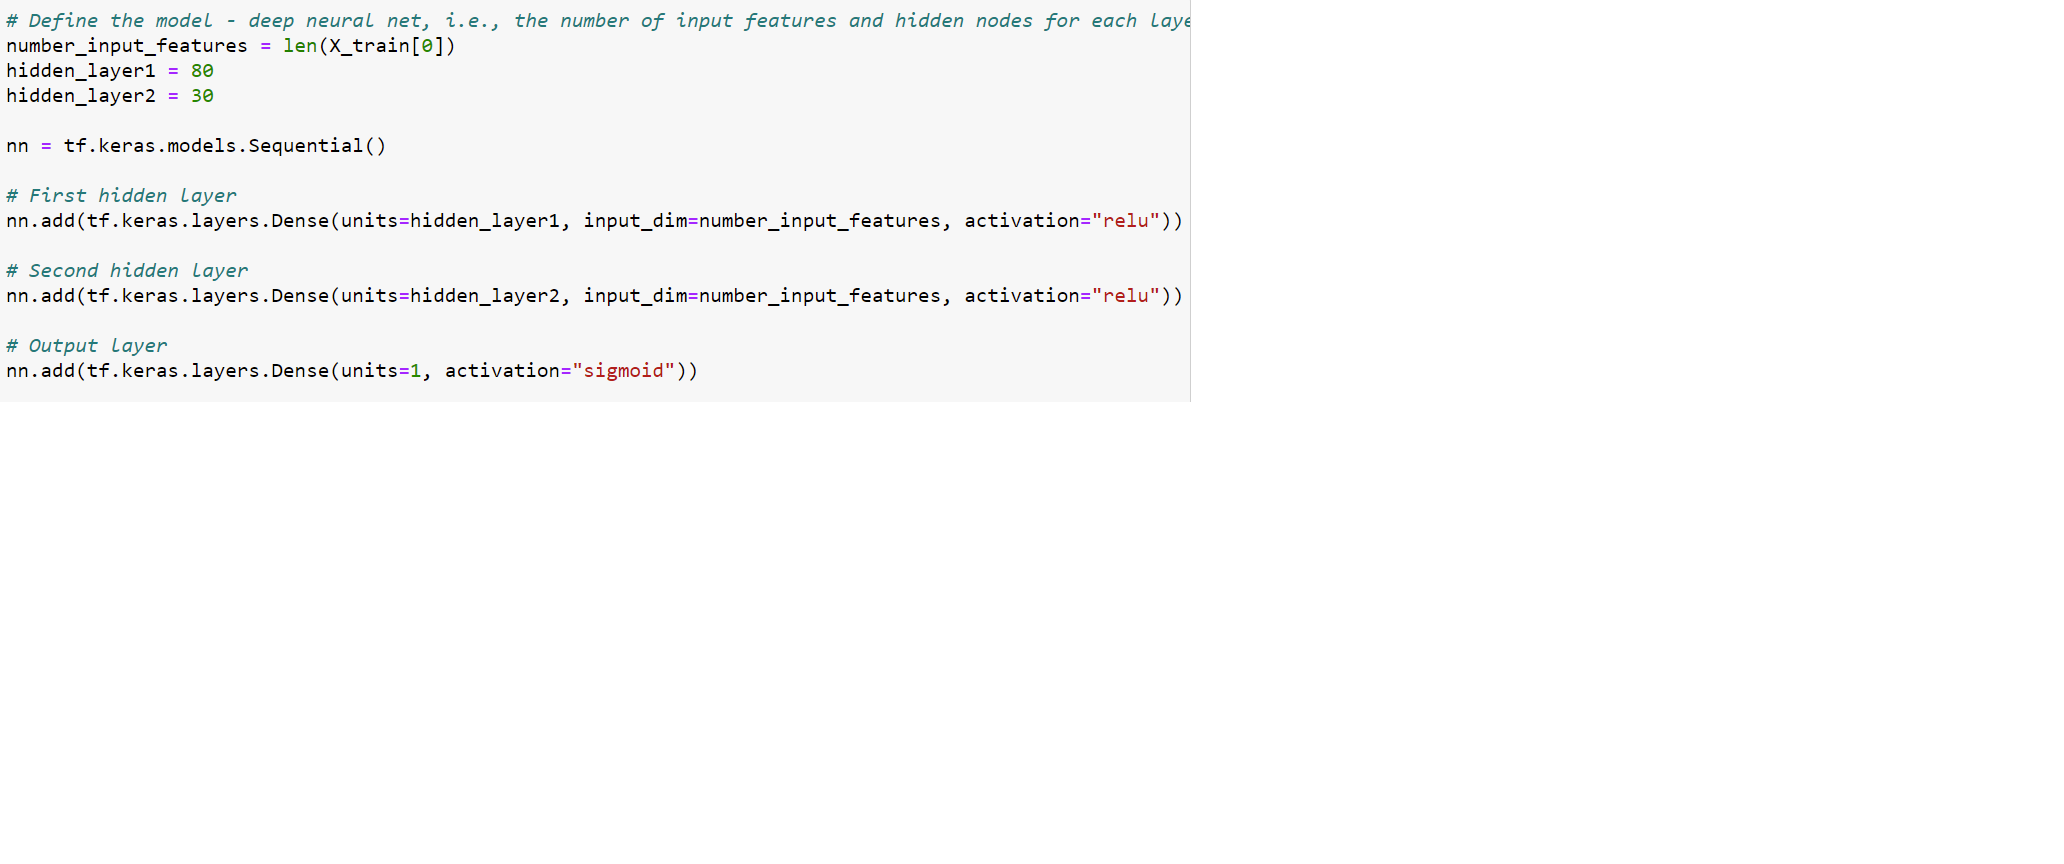 # Define the model - deep neural net, i.e., the number of input features and hidden nodes for each laye
number_input_features = len(X_train[0])
hidden_layer1 = 80
hidden_layer2 = 30
nn = tf.keras.models.Sequential()
# First hidden layer
nn.add(tf.keras.layers.Dense(units=hidden_layer1, input_dim=number_input_features, activation="relu"))
# Second hidden layer
nn.add(tf.keras.layers.Dense(units=hidden_layer2, input_dim=number_input_features, activation="relu"))
# Output layer
nn.add(tf.keras.layers.Dense(units=1, activation="sigmoid"))